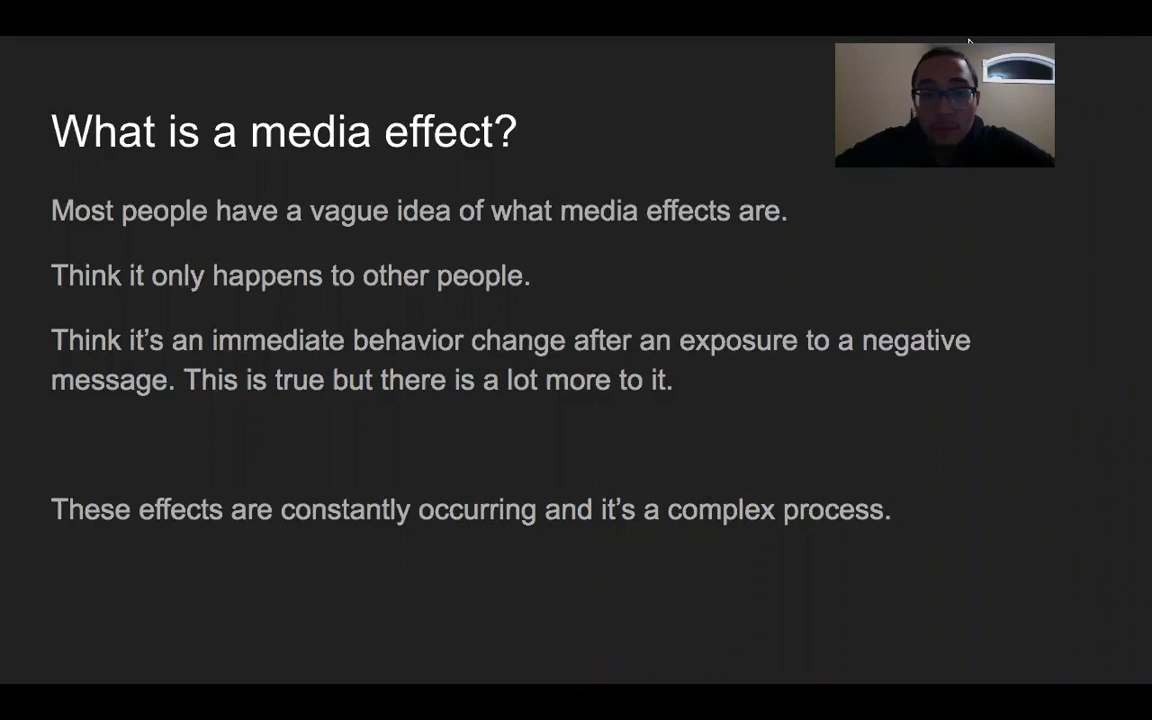 What is a media effect?
Most people have a vague idea of what media effects are.
Think it only happens to other people.
Think it’s an immediate behavior change after an exposure to a negative
message. This is true but there is a lot more to it.
These effects are constantly occurring and it’s a complex process.